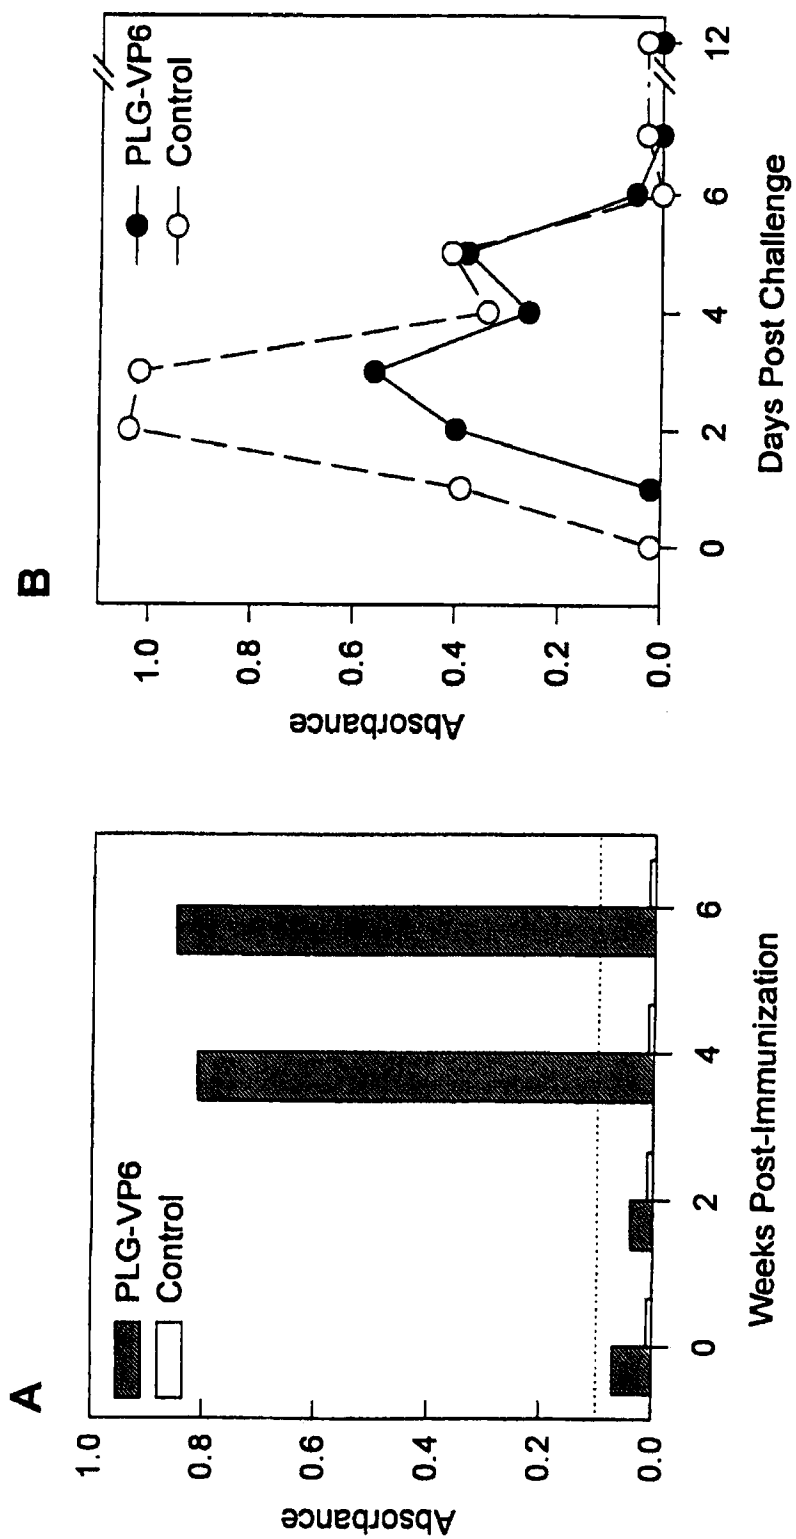 A
PLG-VP6
Control
1.0
0.8
0.6
0.4
0.2
0.0
Absorbance
0 2 4 6
Weeks Post-Immunization
B
PLG-VP6
Control
1.0
0.8
0.6
0.4
0.2
0.0
Absorbance
0 2 4 6 12
Days Post Challenge